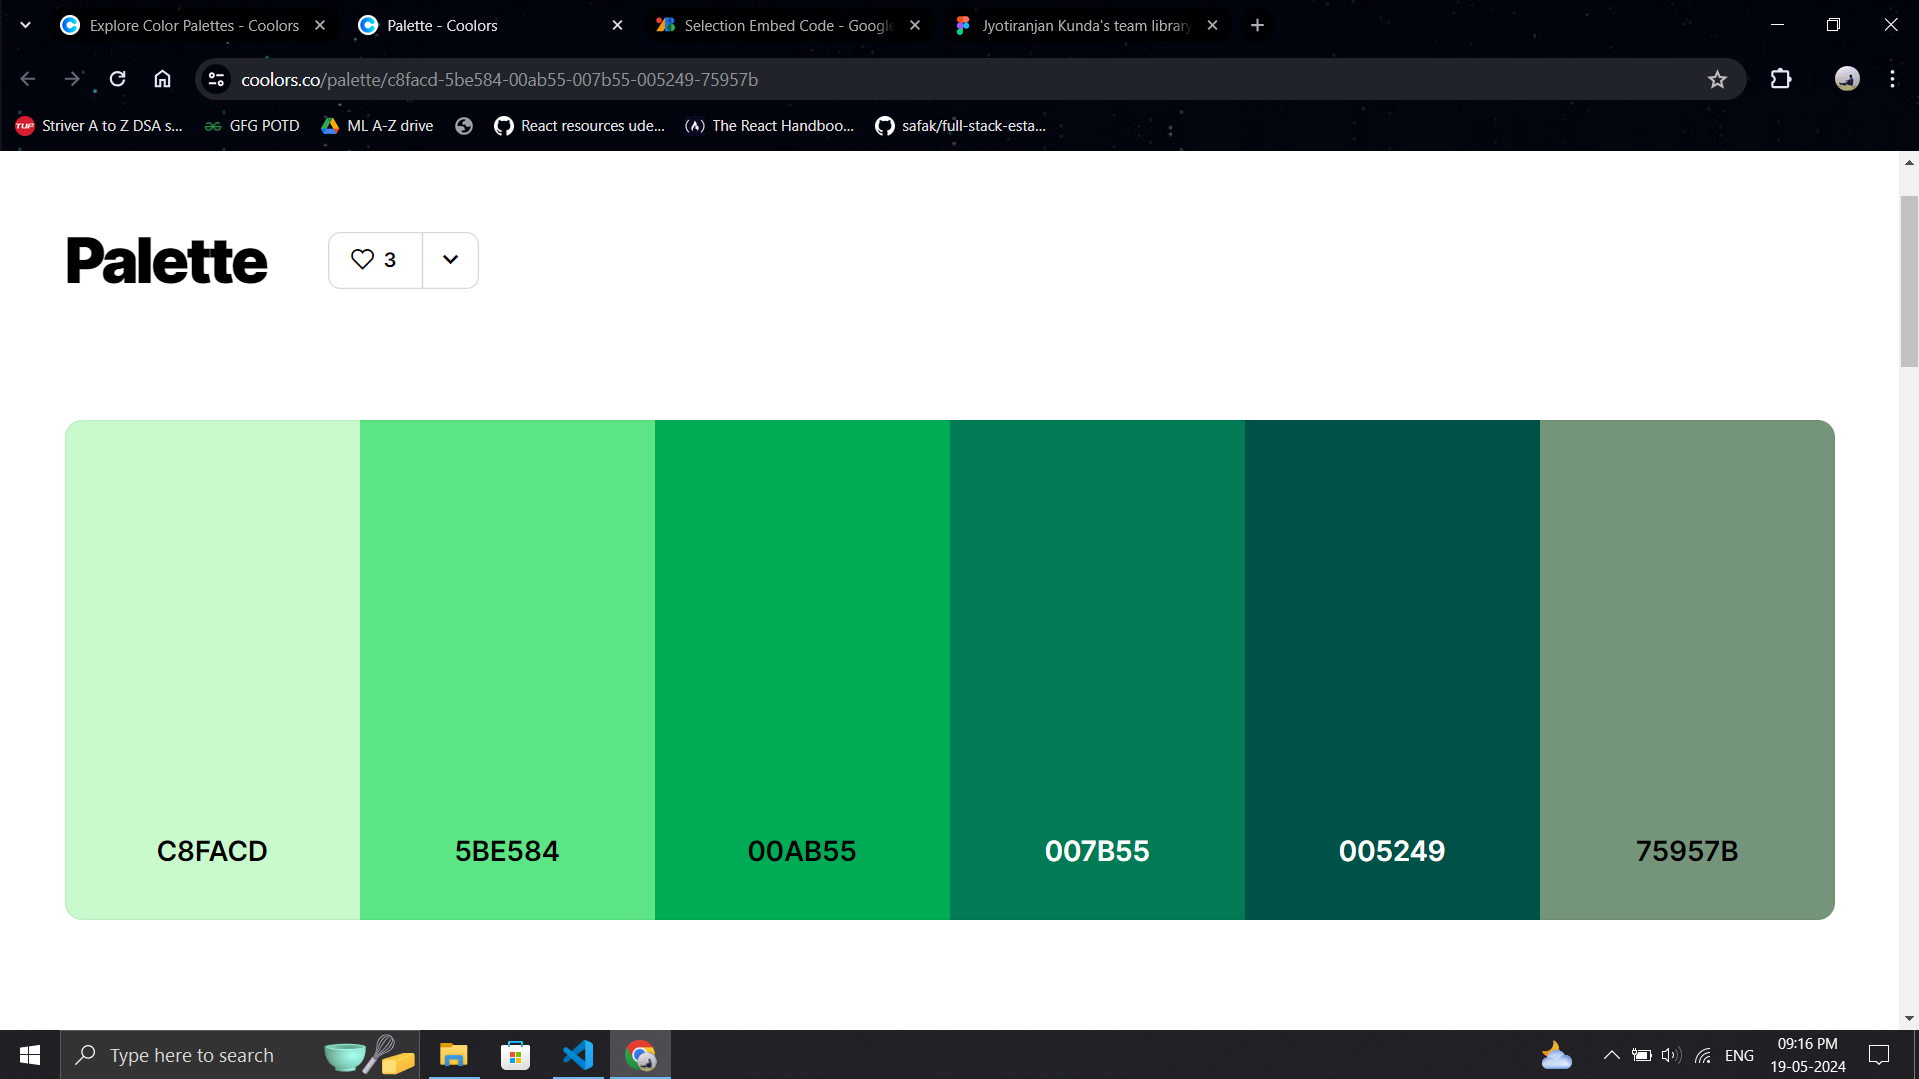 Explore Color Palettes - Coolors
Palette - Coolors
Selection Embed Code - Google
Jyotiranjan Kunda's team library
coolors.co/palette/c8facd-5be584-00ab55-007b55-005249-75957b
TUF Striver A to Z DSA s...
GFG POTD
ML A-Z drive
React resources ude...
(A) The React Handboo...
safak/full-stack-esta...
Palette
3
C8FACD
5BE584
00AB55
007B55
005249
75957B
Type here to search
ENG
09:16 PM
19-05-2024